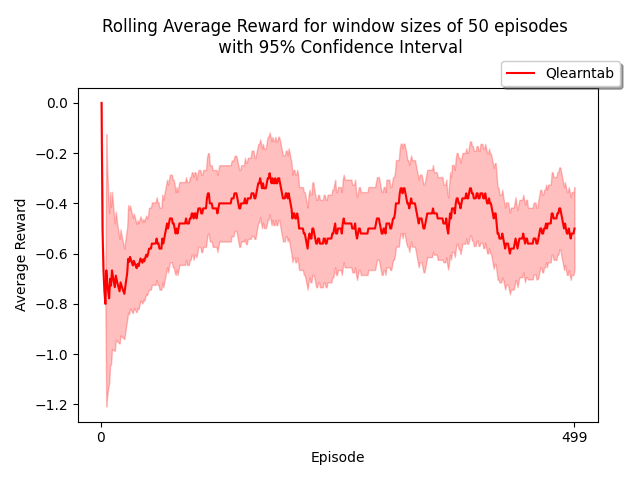 Rolling Average Reward for window sizes of 50 episodes
with 95% Confidence Interval
Qlearntab
Average Reward
0.0
−0.2
−0.4
−0.6
−0.8
−1.0
−1.2
0
499
Episode